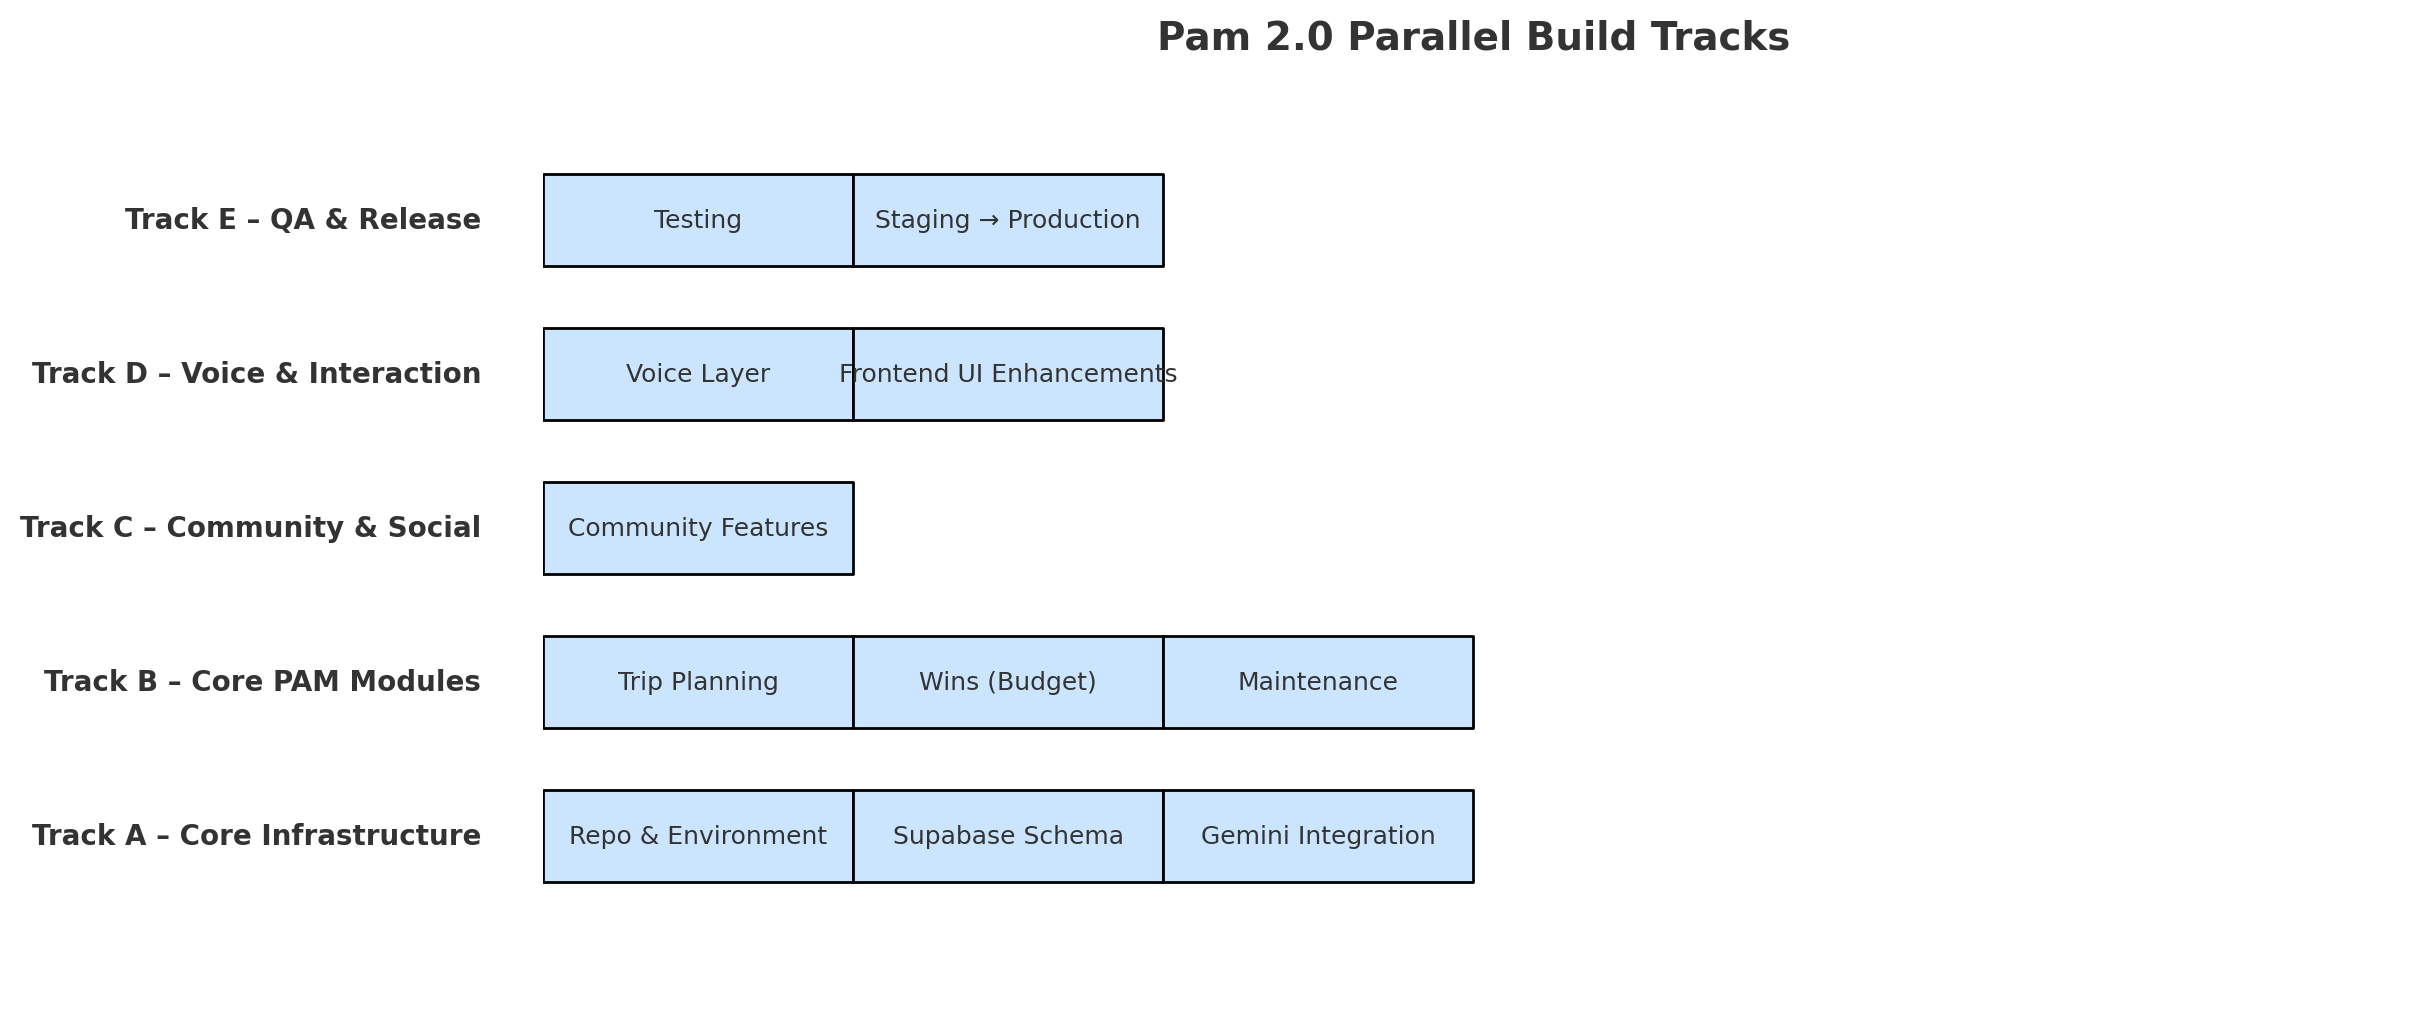 Pam 2.0 Parallel Build Tracks
Track E – QA & Release
Testing
Staging → Production
Track D – Voice & Interaction
Voice Layer
Frontend UI Enhancements
Track C – Community & Social
Community Features
Track B – Core PAM Modules
Trip Planning
Wins (Budget)
Maintenance
Track A – Core Infrastructure
Repo & Environment
Supabase Schema
Gemini Integration